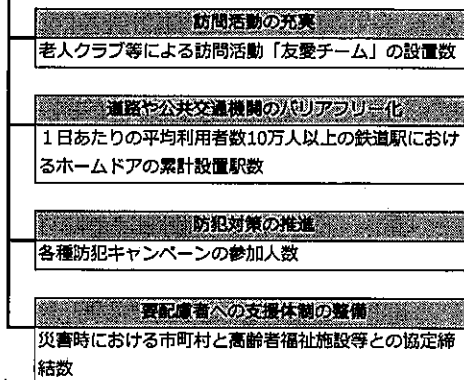 訪問活動の充実
老人クラブ等による訪問活動「友愛チーム」の設置数
道路や公共交通機関のバリアフリー化
１日あたりの平均利用者数10万人以上の鉄道駅におけ
るホームドアの累計設置駅数
防犯対策の推進
各種防犯キャンペーンの参加人数
要配慮者への支援体制の整備
災害時における市町村と高齢者福祉施設等との協定締
結数